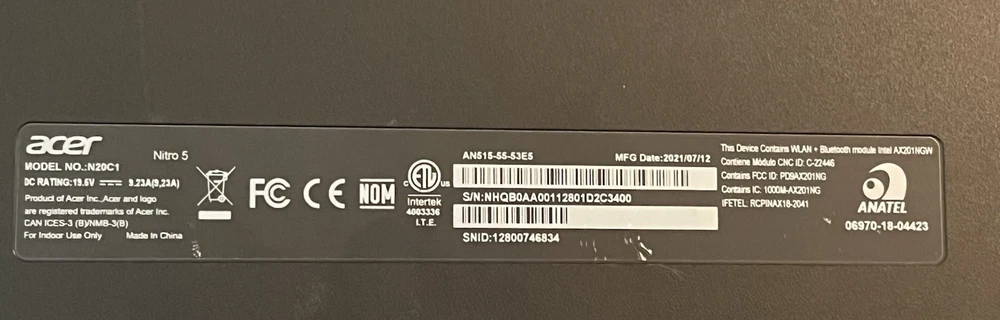 acer
Nitro 5
MODEL NO.:N20C1
DC RATING:19.5V 9.23A(9,23A)
Product of Acer Inc.,Acer and logo
are registered trademarks of Acer Inc.
CAN ICES-3 (B)/NMB-3(B)
For Indoor Use Only Made In China
FC CE NOM
c ETL us
Intertek
4003336
I.T.E.
AN515-55-53E5 MFG Date:2021/07/12
S/N:NHQB0AA00112801D2C3400
SNID:12800746834
This Device Contains WLAN + Bluetooth module Intel AX201NGW
Contiene Módulo CNC ID: C-22446
Contains FCC ID: PD9AX201NG
Contains IC: 1000M-AX201NG
IFETEL: RCPINAX18-2041
ANATEL
06970-18-04423